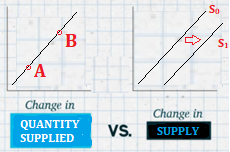 B
A
S0
S1
Change in
QUANTITY
SUPPLIED
VS.
Change in
SUPPLY